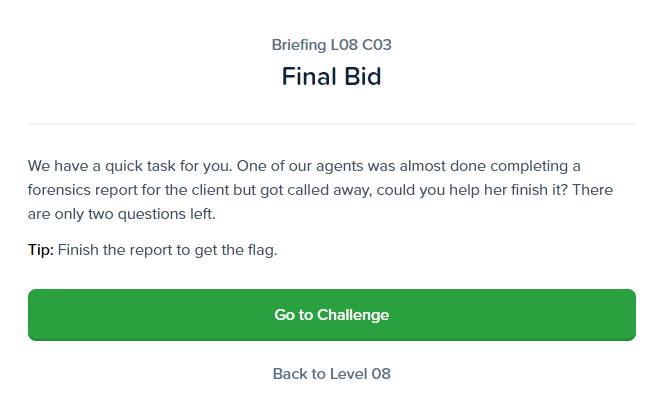 Briefing L08 C03
Final Bid
We have a quick task for you. One of our agents was almost done completing a
forensics report for the client but got called away, could you help her finish it? There
are only two questions left.
Tip: Finish the report to get the flag.
Go to Challenge
Back to Level 08